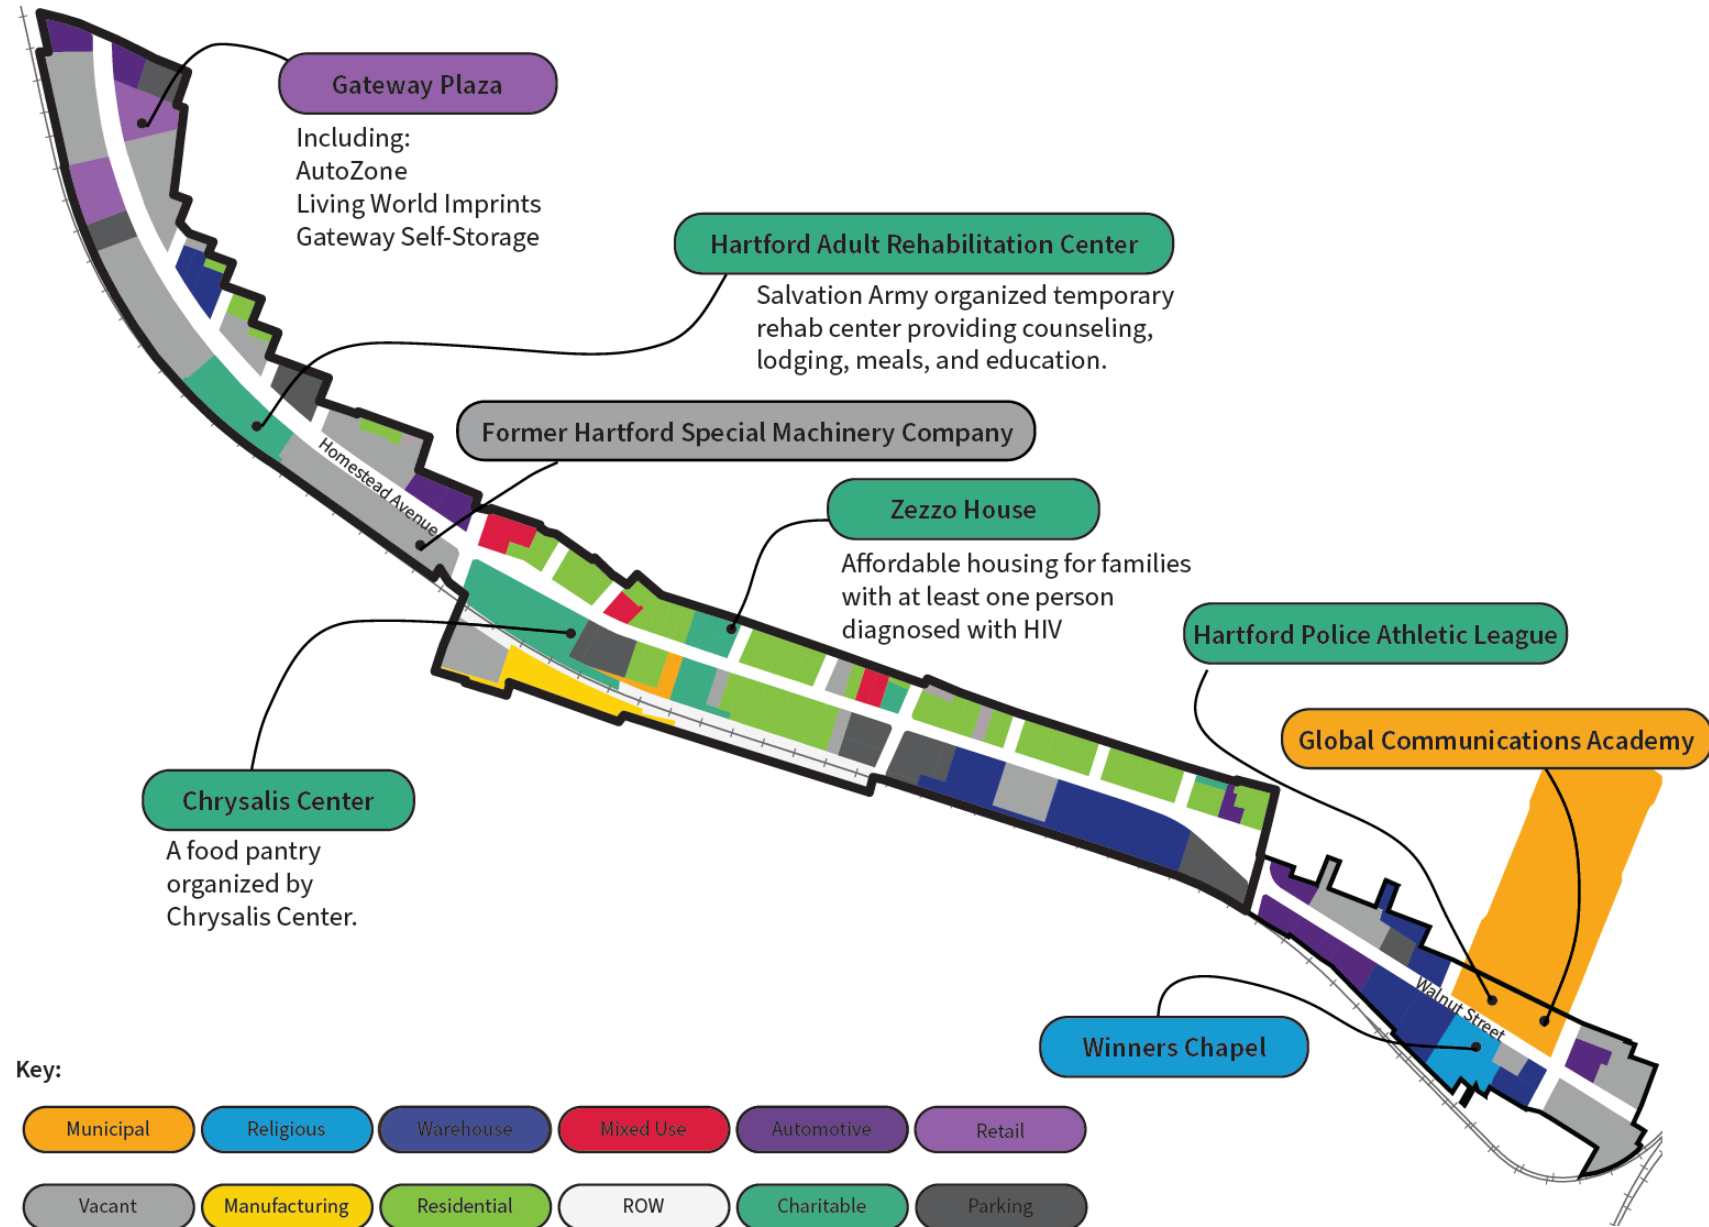 Gateway Plaza
Including:
AutoZone
Living World Imprints
Gateway Self-Storage
Hartford Adult Rehabilitation Center
Salvation Army organized temporary
rehab center providing counseling,
lodging, meals, and education.
Former Hartford Special Machinery Company
Homestead Avenue
Zezzo House
Affordable housing for families
with at least one person
diagnosed with HIV
Hartford Police Athletic League
Global Communications Academy
Chrysalis Center
A food pantry
organized by
Chrysalis Center.
Walnut Street
Winners Chapel
Key:
Municipal
Religious
Warehouse
Mixed Use
Automotive
Retail
Vacant
Manufacturing
Residential
ROW
Charitable
Parking